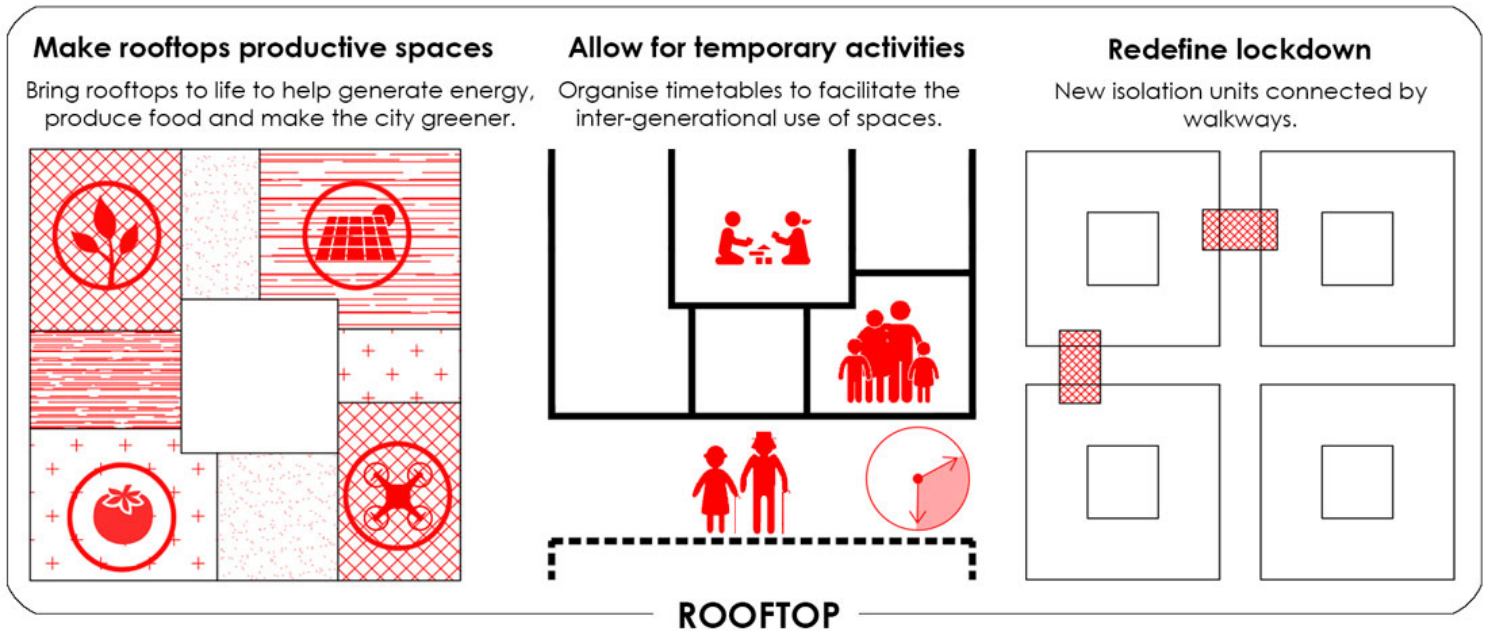 Make rooftops productive spaces
Bring rooftops to life to help generate energy,
produce food and make the city greener.
Allow for temporary activities
Organise timetables to facilitate the
inter-generational use of spaces.
Redefine lockdown
New isolation units connected by
walkways.
ROOFTOP